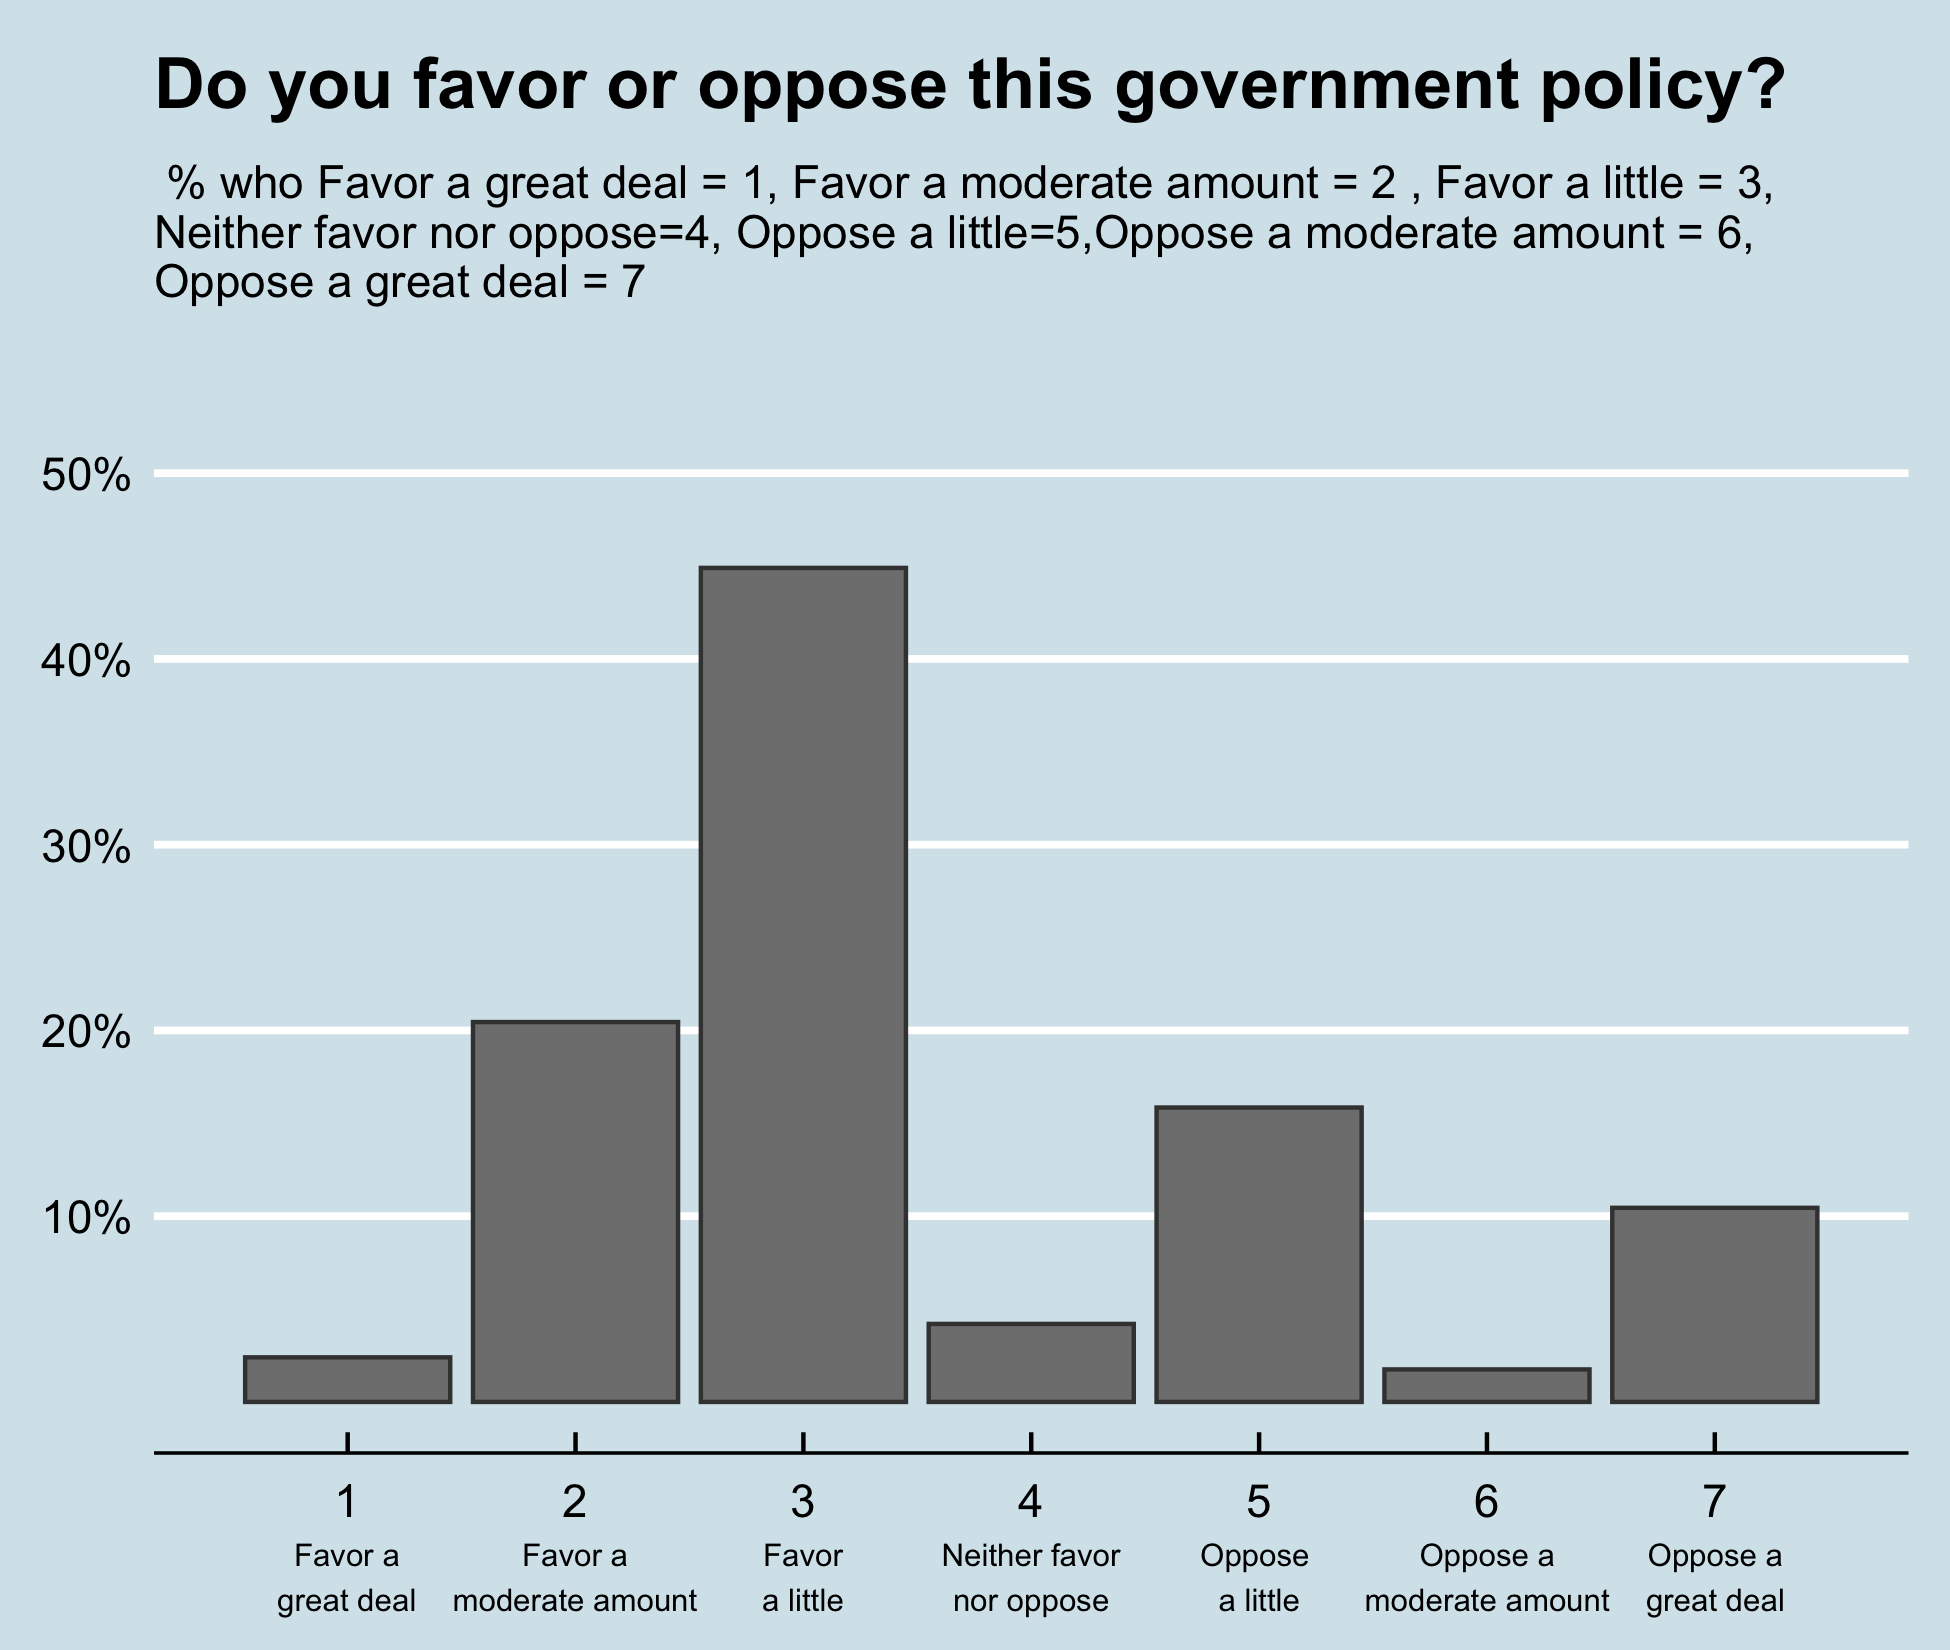 Do you favor or oppose this government policy?
% who Favor a great deal = 1, Favor a moderate amount = 2 , Favor a little = 3,
Neither favor nor oppose=4, Oppose a little=5,Oppose a moderate amount = 6,
Oppose a great deal = 7
50%
40%
30%
20%
10%
1 2 3 4 5 6 7
Favor a Favor a Favor Neither favor Oppose Oppose a Oppose a
great deal moderate amount a little nor oppose a little moderate amount great deal